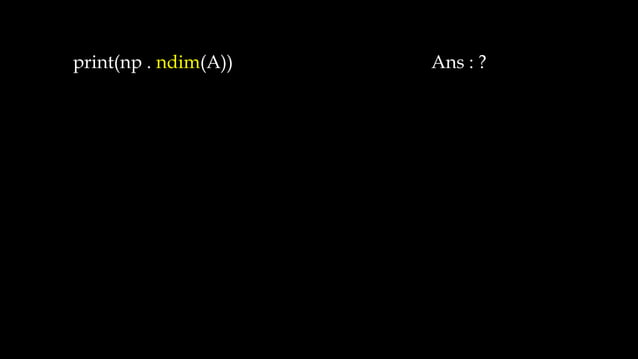 print(np . ndim(A)) Ans : ?